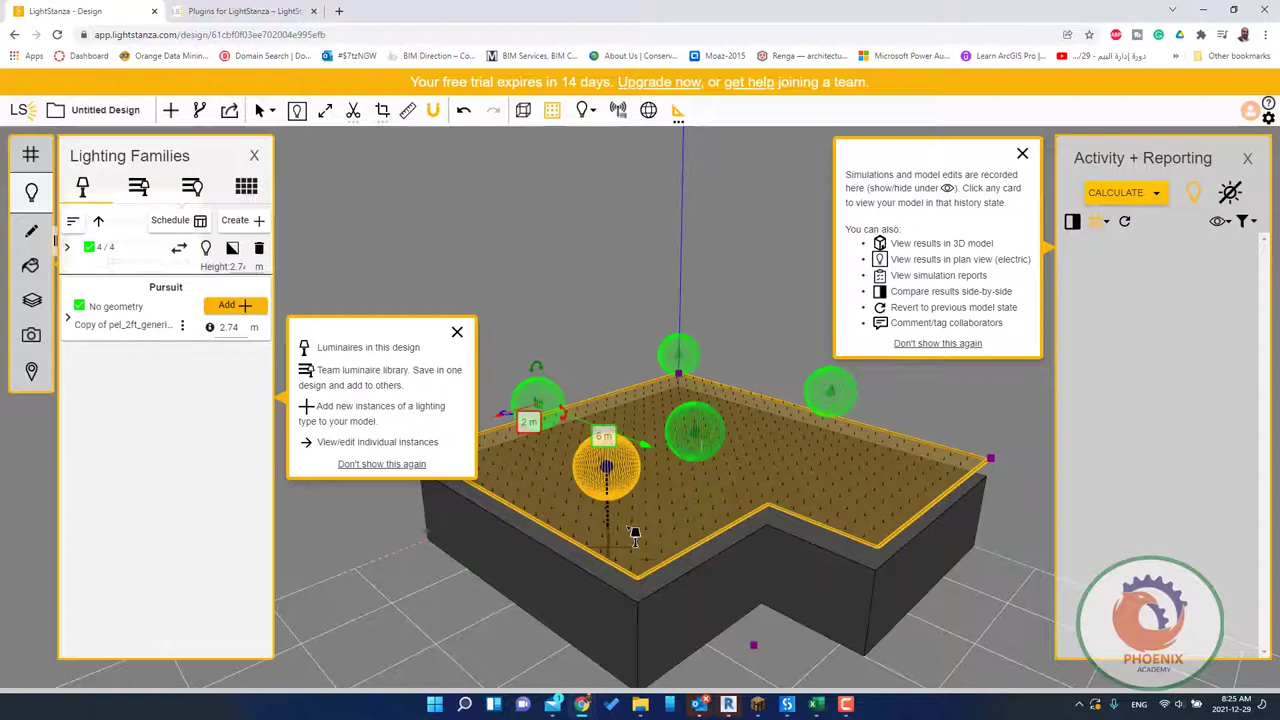 LightStanza - Design
Plugins for LightStanza – LightSt
app.lightstanza.com/design/61cbf0f03ee702004e995efb
Apps
Dashboard
Orange Data Mining
Domain Search | Do...
#$7tzNGW
BIM Direction – Co...
BIM Services, BIM C...
About Us | Conserv...
Moaz-2015
Renga — architectu...
Microsoft Power Au...
Learn ArcGIS Pro |...
دورة إدارة البيم - 29/...
Other bookmarks
Your free trial expires in 14 days. Upgrade now, or get help joining a team.
LS
Untitled Design
Lighting Families
X
Schedule
Create
4 / 4
Height:2.74 m
Pursuit
No geometry
Add
Copy of pel_2ft_generi...
2.74 m
Luminaires in this design
Team luminaire library. Save in one
design and add to others.
Add new instances of a lighting
type to your model.
View/edit individual instances
Don't show this again
2 m
6 m
Simulations and model edits are recorded
here (show/hide under ). Click any card
to view your model in that history state.
You can also:
View results in 3D model
View results in plan view (electric)
View simulation reports
Compare results side-by-side
Revert to previous model state
Comment/tag collaborators
Don't show this again
Activity + Reporting
X
CALCULATE
PHOENIX
ACADEMY
8:25 AM
2021-12-29